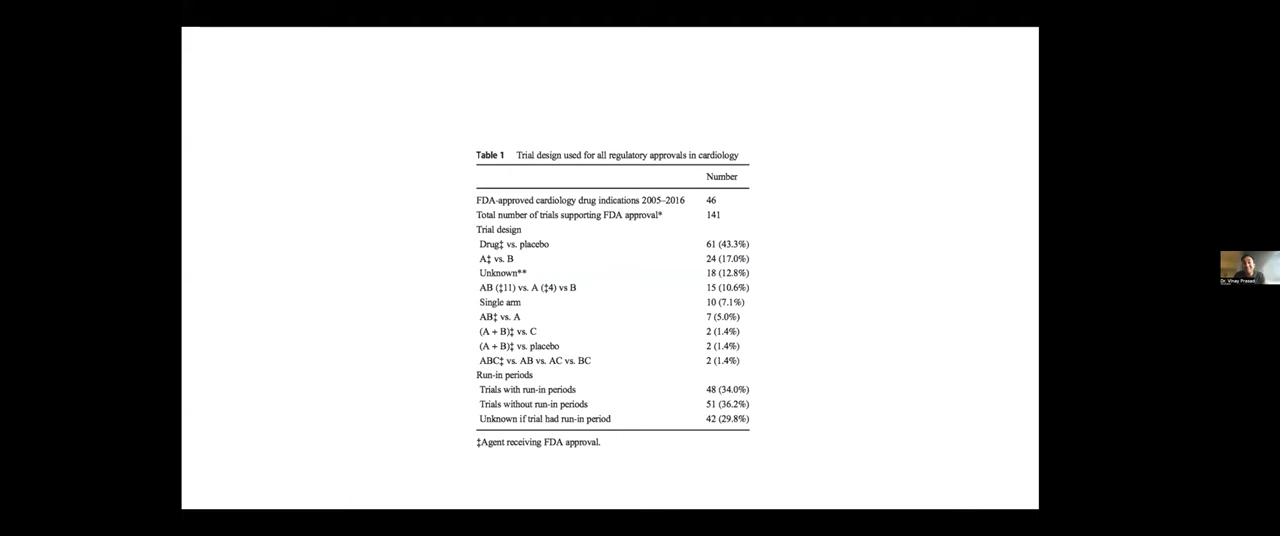 Table 1 Trial design used for all regulatory approvals in cardiology
Number
FDA-approved cardiology drug indications 2005–2016 46
Total number of trials supporting FDA approval* 141
Trial design
Drug‡ vs. placebo 61 (43.3%)
A‡ vs. B 24 (17.0%)
Unknown** 18 (12.8%)
AB (‡11) vs. A (‡4) vs B 15 (10.6%)
Single arm 10 (7.1%)
AB‡ vs. A 7 (5.0%)
(A + B)‡ vs. C 2 (1.4%)
(A + B)‡ vs. placebo 2 (1.4%)
ABC‡ vs. AB vs. AC vs. BC 2 (1.4%)
Run-in periods
Trials with run-in periods 48 (34.0%)
Trials without run-in periods 51 (36.2%)
Unknown if trial had run-in period 42 (29.8%)
‡Agent receiving FDA approval.
Dr. Vinay Prasad